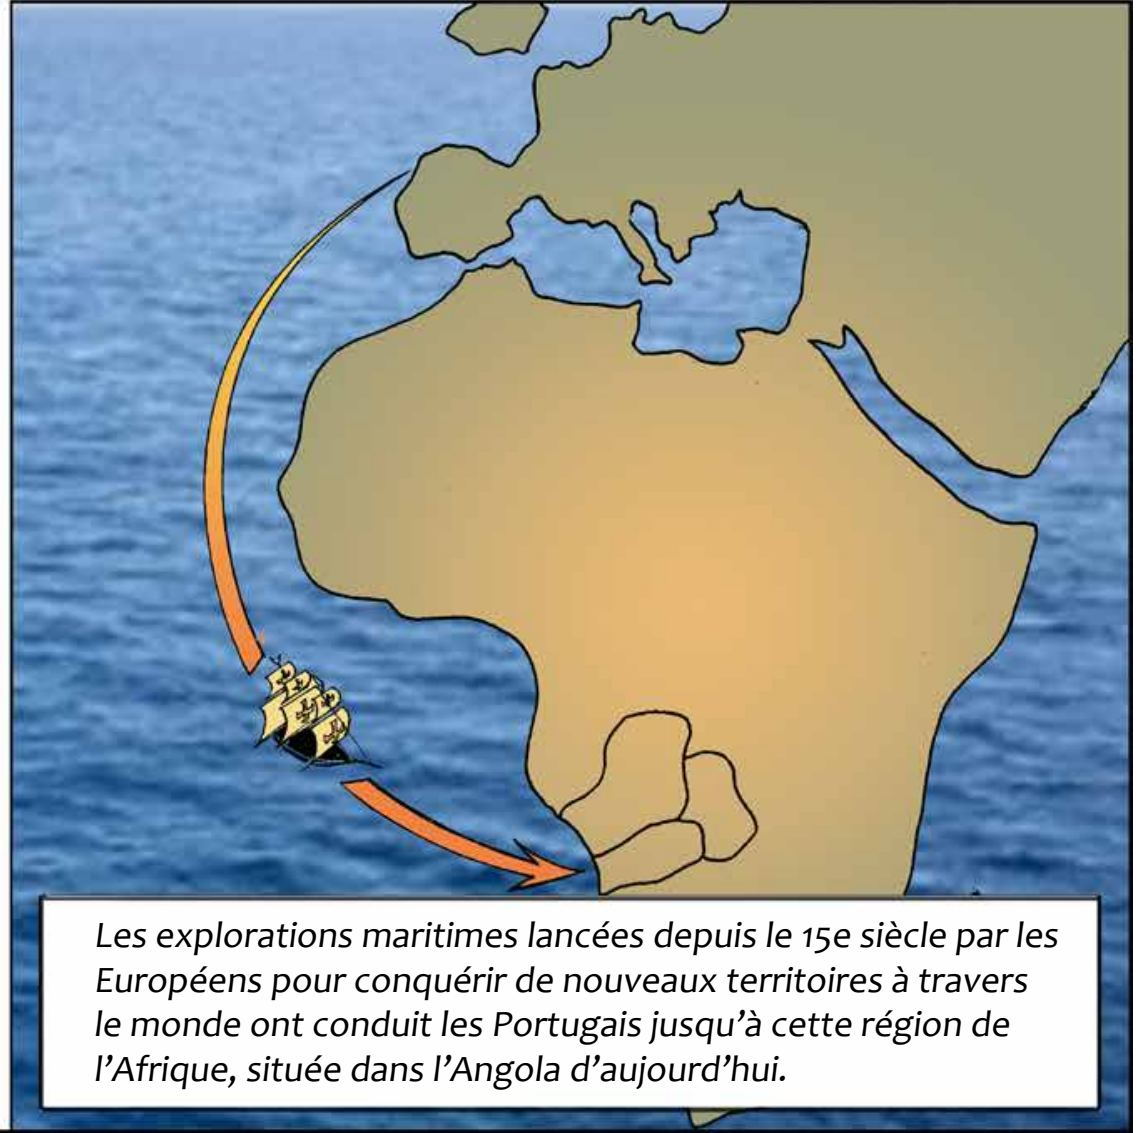 Les explorations maritimes lancées depuis le 15e siècle par les
Européens pour conquérir de nouveaux territoires à travers
le monde ont conduit les Portugais jusqu’à cette région de
l’Afrique, située dans l’Angola d’aujourd’hui.